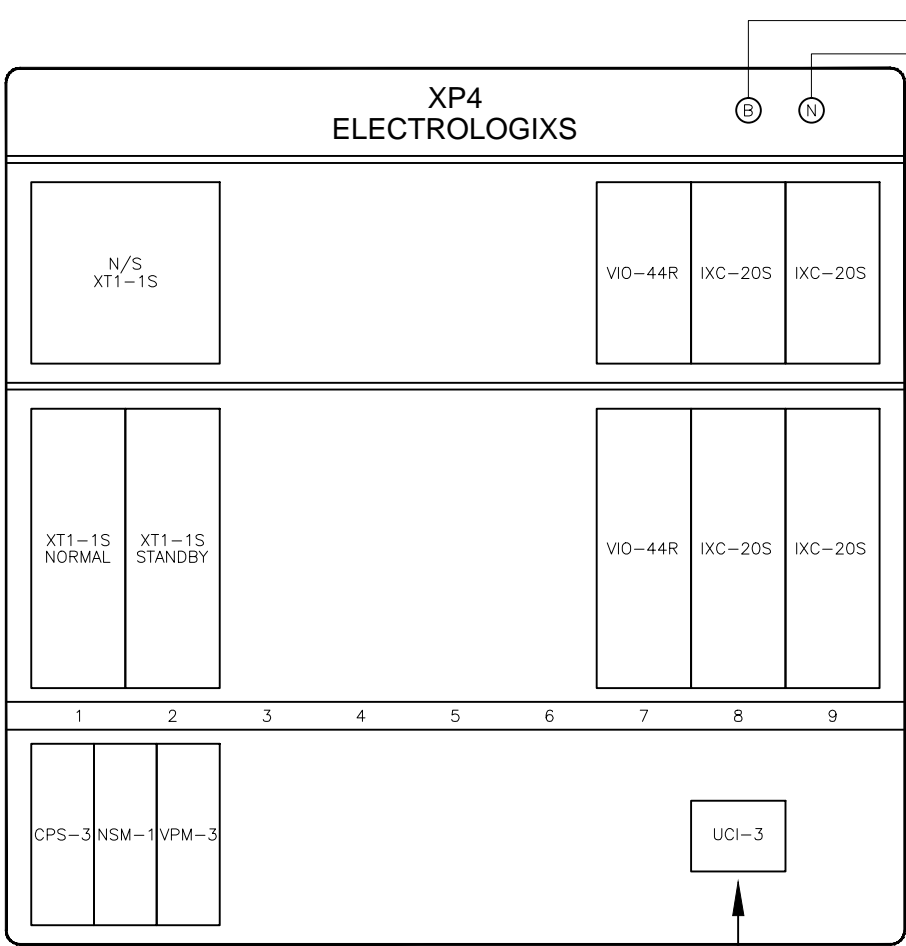 XP4
ELECTROLOGIXS
B
N
N/S
XT1-1S
VIO-44R
IXC-20S
IXC-20S
XT1-1S
NORMAL
XT1-1S
STANDBY
VIO-44R
IXC-20S
IXC-20S
1 2 3 4 5 6 7 8 9
CPS-3
NSM-1
VPM-3
UCI-3